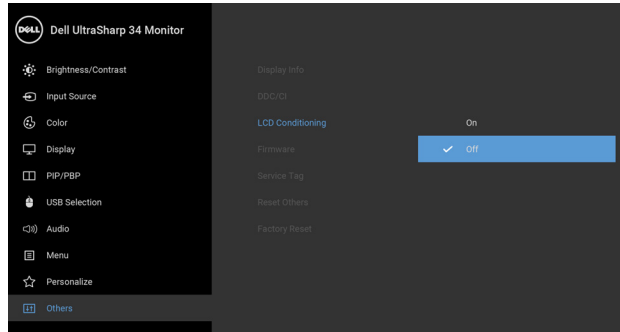 DELL Dell UltraSharp 34 Monitor
Brightness/Contrast
Input Source
Color
Display
PIP/PBP
USB Selection
Audio
Menu
Personalize
Others
Display Info
DDC/CI
LCD Conditioning
Firmware
Service Tag
Reset Others
Factory Reset
On
Off